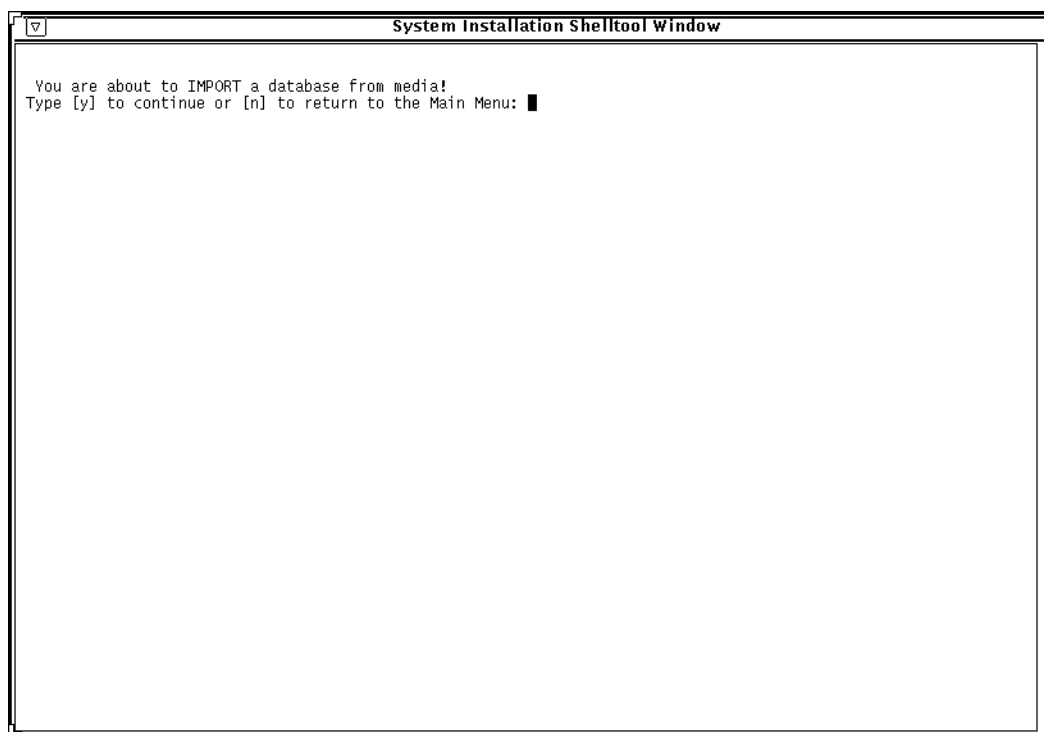 System Installation Shelltool Window
You are about to IMPORT a database from media!
Type [y] to continue or [n] to return to the Main Menu: